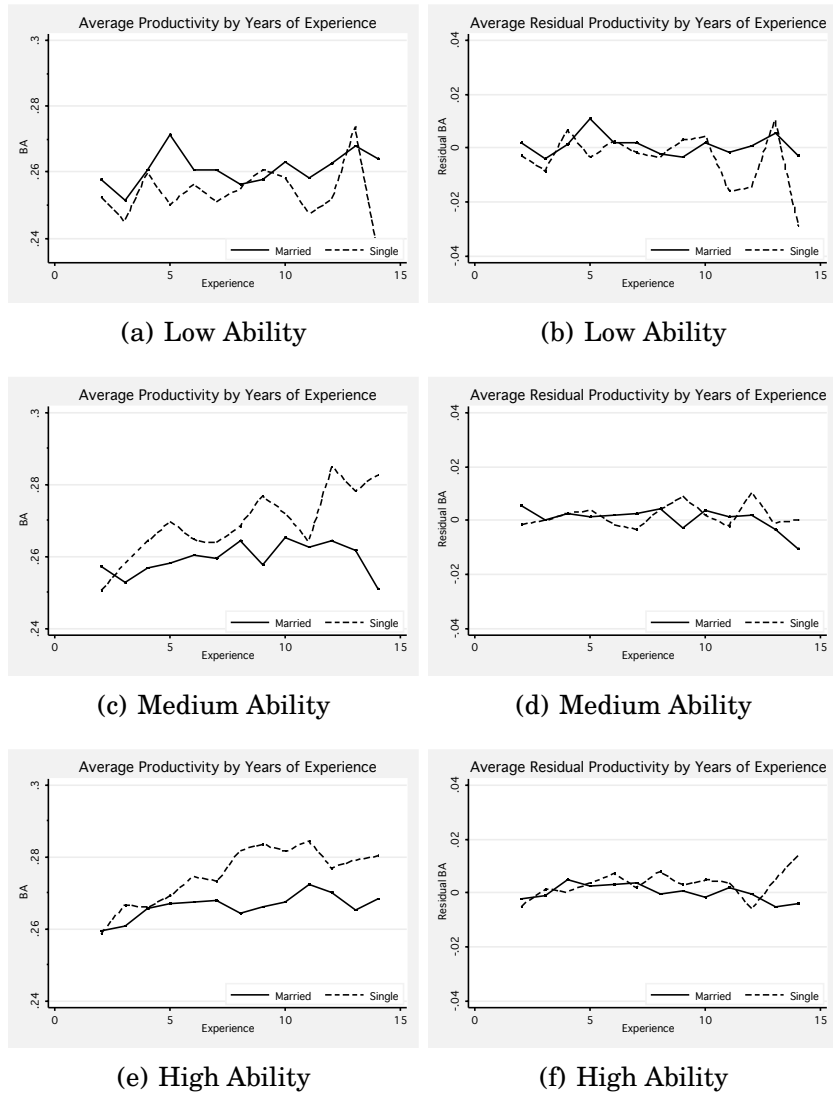 Average Productivity by Years of Experience
BA
.3
.28
.26
.24
0 5 10 15
Experience
Married Single
(a) Low Ability
Average Residual Productivity by Years of Experience
Residual BA
.04
.02
0
-.02
-.04
0 5 10 15
Experience
Married Single
(b) Low Ability
Average Productivity by Years of Experience
BA
.3
.28
.26
.24
0 5 10 15
Experience
Married Single
(c) Medium Ability
Average Residual Productivity by Years of Experience
Residual BA
.04
.02
0
-.02
-.04
0 5 10 15
Experience
Married Single
(d) Medium Ability
Average Productivity by Years of Experience
BA
.3
.28
.26
.24
0 5 10 15
Experience
Married Single
(e) High Ability
Average Residual Productivity by Years of Experience
Residual BA
.04
.02
0
-.02
-.04
0 5 10 15
Experience
Married Single
(f) High Ability